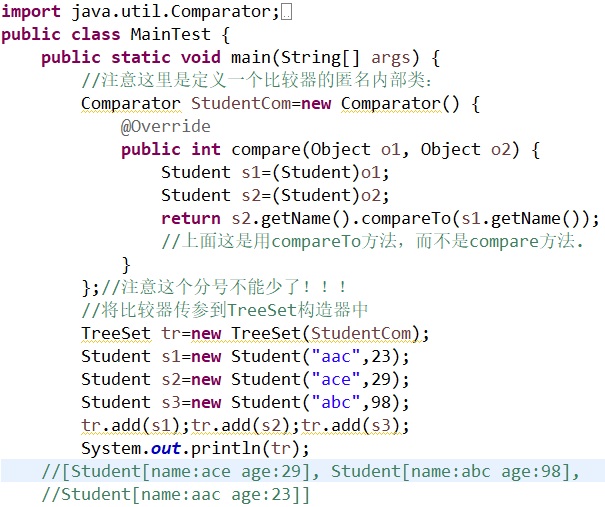 import java.util.Comparator;
public class MainTest {
    public static void main(String[] args) {
        //注意这里是定义一个比较器的匿名内部类:
        Comparator StudentCom=new Comparator() {
            @Override
            public int compare(Object o1, Object o2) {
                Student s1=(Student)o1;
                Student s2=(Student)o2;
                return s2.getName().compareTo(s1.getName());
                //上面这是用compareTo方法，而不是compare方法.
            }
        };//注意这个分号不能少了！！！
        //将比较器传参到TreeSet构造器中
        TreeSet tr=new TreeSet(StudentCom);
        Student s1=new Student("aac",23);
        Student s2=new Student("ace",29);
        Student s3=new Student("abc",98);
        tr.add(s1);tr.add(s2);tr.add(s3);
        System.out.println(tr);
    //[Student[name:ace age:29], Student[name:abc age:98],
    //Student[name:aac age:23]]